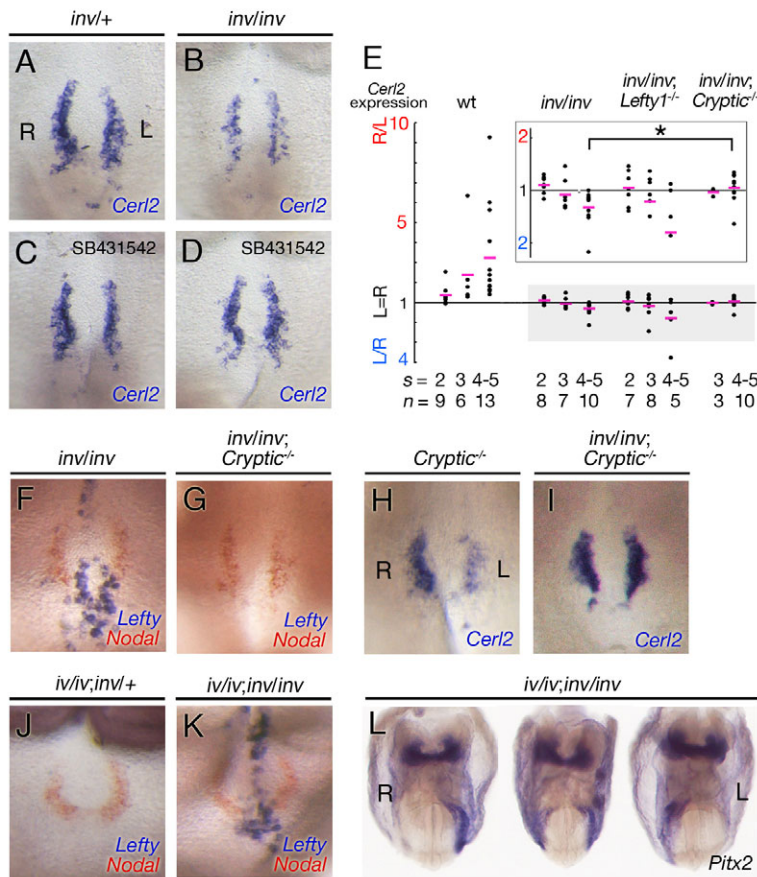 inv/+
inv/inv
A
R
L
Cerl2
B
Cerl2
C
SB431542
Cerl2
D
SB431542
Cerl2
E
Cerl2 expression
wt
inv/inv
inv/inv; Lefty1-/-
inv/inv; Cryptic-/-
R/L
L=R
L/R
10
5
1
4
2
1
2
*
s = 2 3 4-5 2 3 4-5 2 3 4-5 3 4-5
n = 9 6 13 8 7 10 7 8 5 3 10
inv/inv
inv/inv; Cryptic-/-
F
Lefty
Nodal
G
Lefty
Nodal
Cryptic-/-
inv/inv; Cryptic-/-
H
R
L
Cerl2
I
Cerl2
iv/iv;inv/+
iv/iv;inv/inv
J
Lefty
Nodal
K
Lefty
Nodal
iv/iv;inv/inv
L
R
L
Pitx2